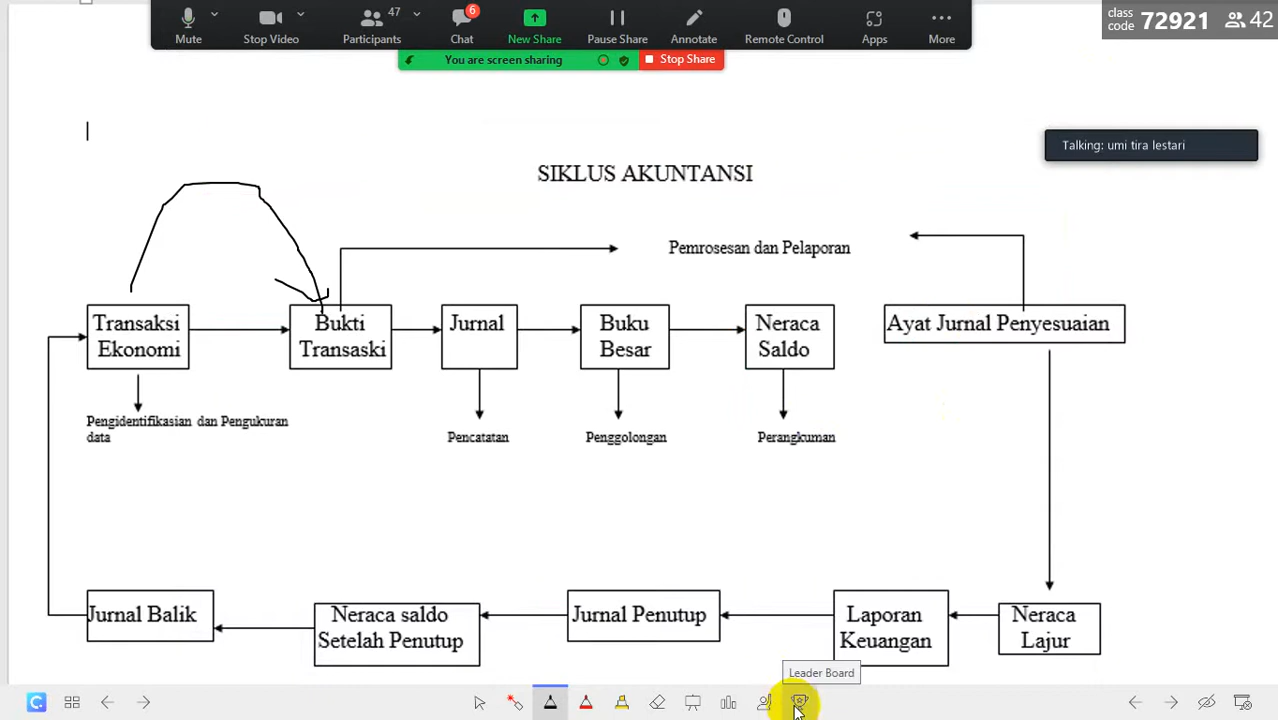 Mute
Stop Video
47
Participants
6
Chat
New Share
Pause Share
Annotate
Remote Control
Apps
More
class
code 72921 42
You are screen sharing
Stop Share
Talking: umi tira lestari
SIKLUS AKUNTANSI
Pemrosesan dan Pelaporan
Transaksi
Ekonomi
Bukti
Transaski
Jurnal
Buku
Besar
Neraca
Saldo
Ayat Jurnal Penyesuaian
Pengidentifikasian dan Pengukuran
data
Pencatatan
Penggolongan
Perangkuman
Jurnal Balik
Neraca saldo
Setelah Penutup
Jurnal Penutup
Laporan
Keuangan
Neraca
Lajur
Leader Board